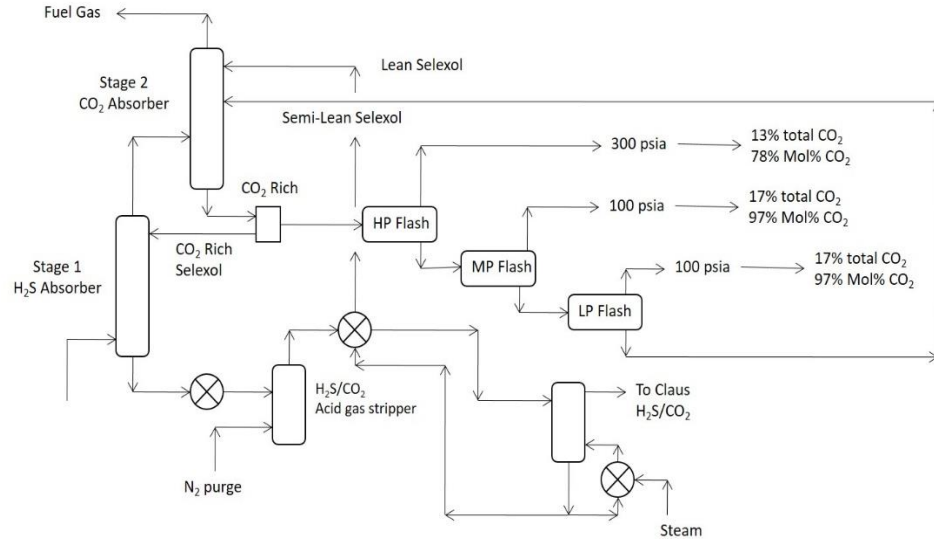 Fuel Gas
Stage 2
CO₂ Absorber
Lean Selexol
Semi-Lean Selexol
CO₂ Rich
300 psia
13% total CO₂
78% Mol% CO₂
HP Flash
100 psia
17% total CO₂
97% Mol% CO₂
CO₂ Rich
Selexol
Stage 1
H₂S Absorber
MP Flash
100 psia
17% total CO₂
97% Mol% CO₂
LP Flash
H₂S/CO₂
Acid gas stripper
To Claus
H₂S/CO₂
N₂ purge
Steam